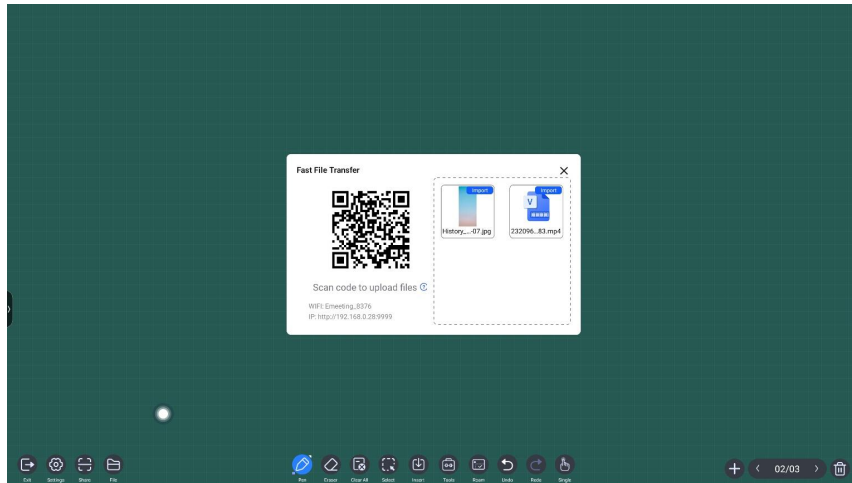 Fast File Transfer
Import
Import
V
History_...-07.jpg
232096...83.mp4
Scan code to upload files ?
WIFI: Emeeting_8376
IP: http://192.168.0.28:9999
Exit Settings Share File
Pen Eraser Clear All Select Insert Tools Roam Undo Redo Single
02/03